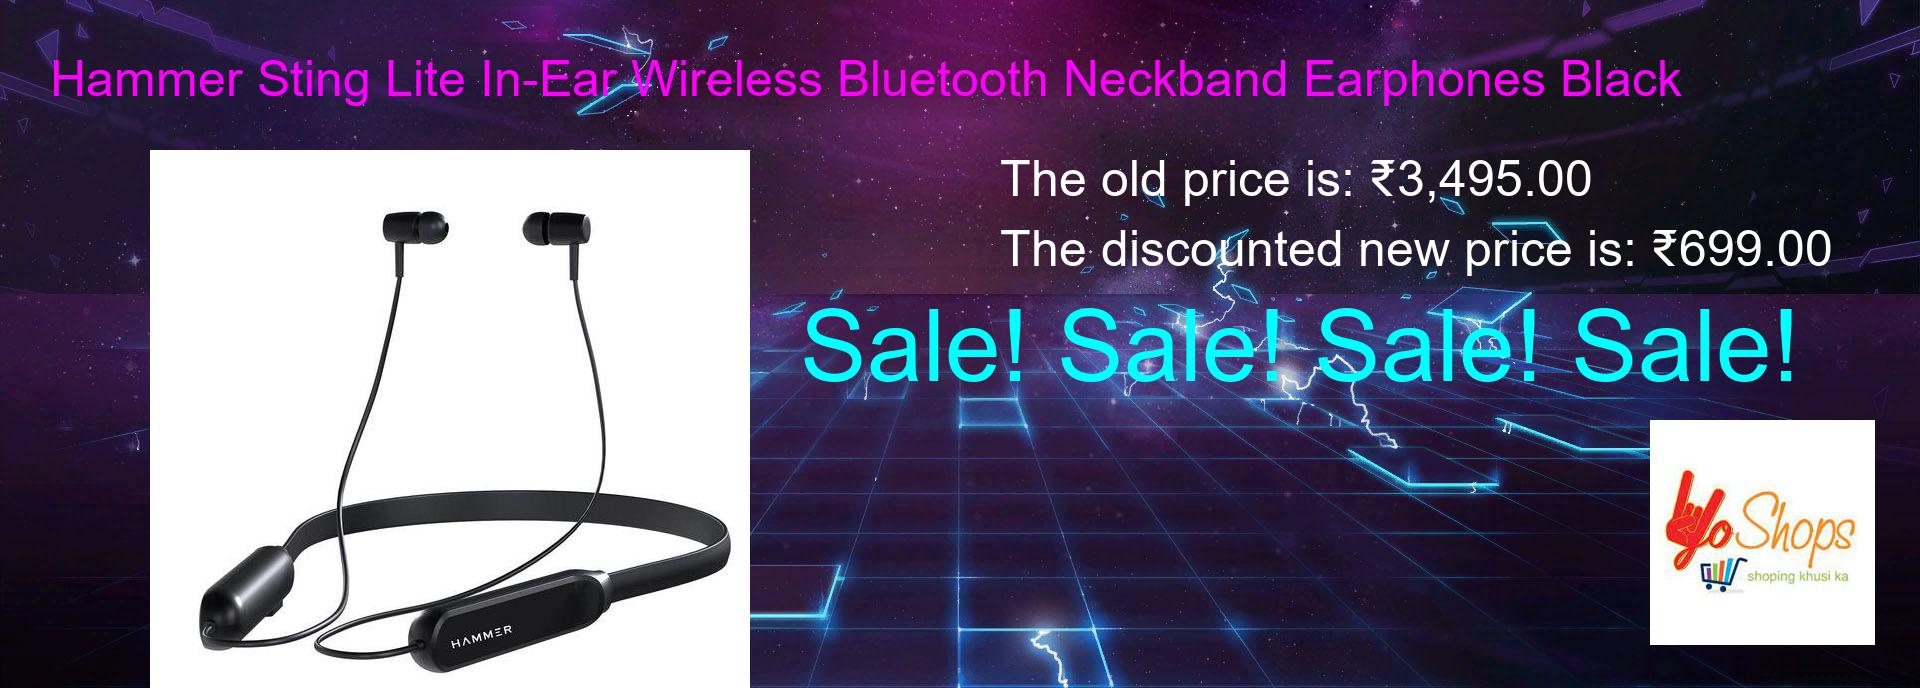 Hammer Sting Lite In-Ear Wireless Bluetooth Neckband Earphones Black
The old price is: ₹3,495.00
The discounted new price is: ₹699.00
Sale! Sale! Sale! Sale!
HAMMER
YoShops
shoping khusi ka